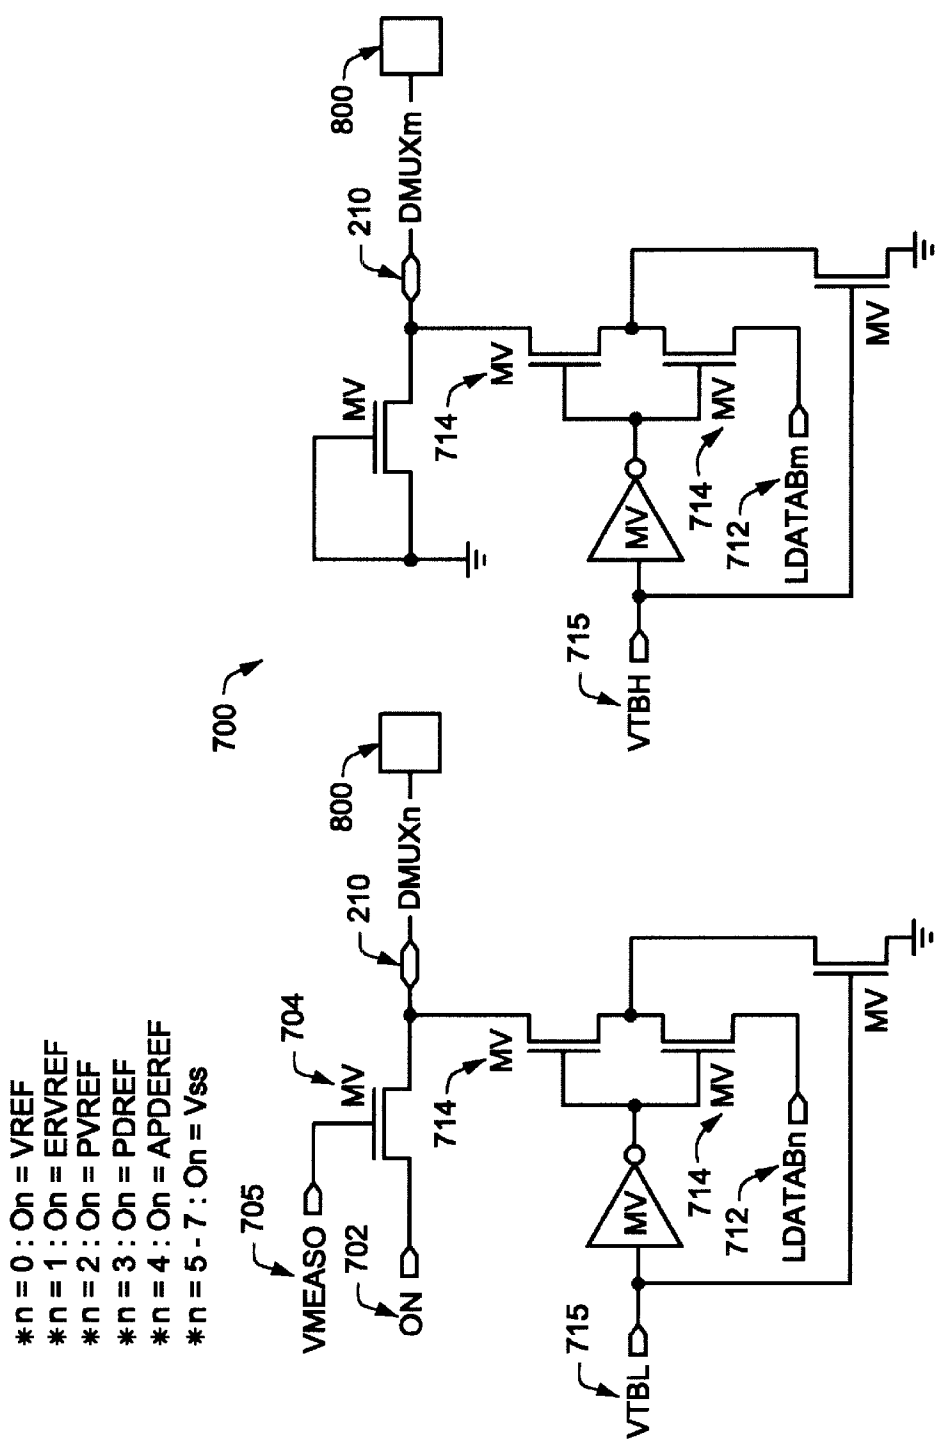 *n = 0 : On = VREF
*n = 1 : On = ERVREF
*n = 2 : On = PVREF
*n = 3 : On = PDREF
*n = 4 : On = APDEREF
*n = 5 - 7 : On = Vss
700
705
VMEASO
702
ON
704
MV
210
DMUXn
800
714
MV
715
VTBL
MV
714
MV
712
LDATABn
MV
MV
210
DMUXm
800
714
MV
715
VTBH
MV
714
MV
712
LDATABm
MV